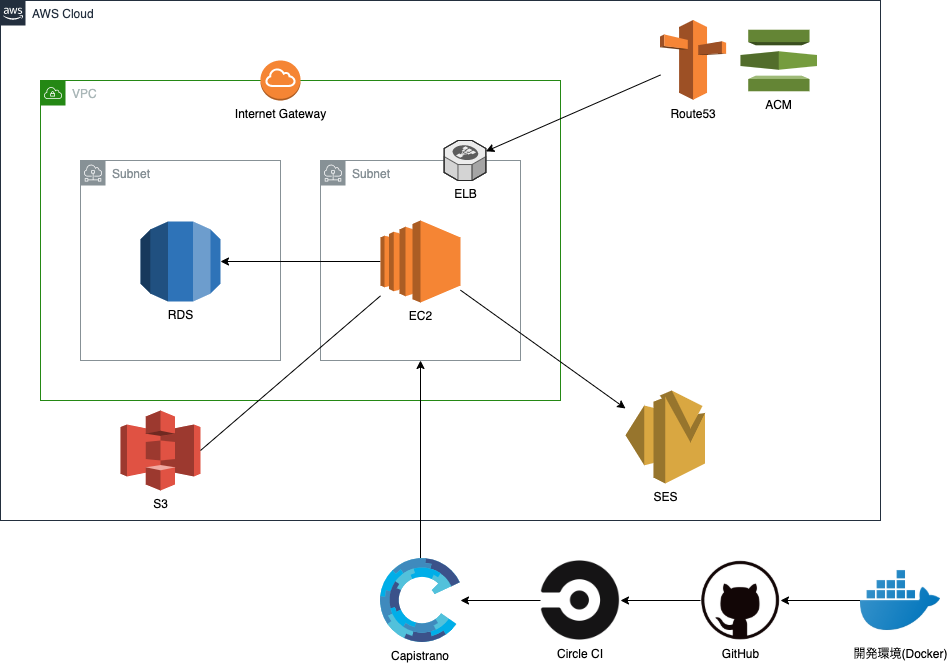 aws
AWS Cloud
Route53
ACM
VPC
Internet Gateway
ELB
Subnet
Subnet
RDS
EC2
S3
SES
Capistrano
Circle CI
GitHub
開発環境(Docker)